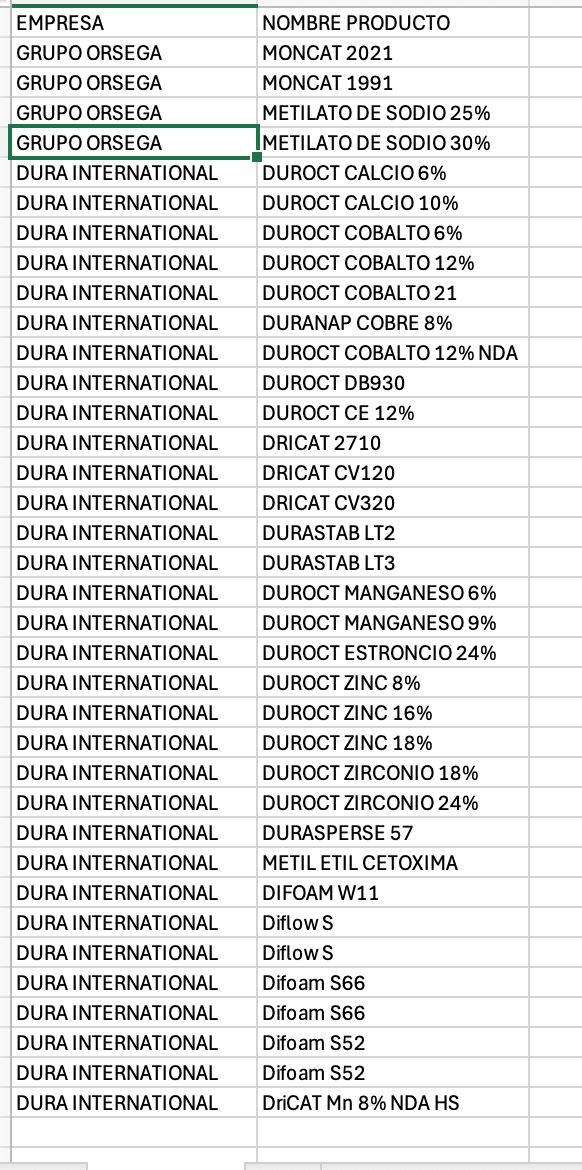 EMPRESA NOMBRE PRODUCTO
GRUPO ORSEGA MONCAT 2021
GRUPO ORSEGA MONCAT 1991
GRUPO ORSEGA METILATO DE SODIO 25%
GRUPO ORSEGA METILATO DE SODIO 30%
DURA INTERNATIONAL DUROCT CALCIO 6%
DURA INTERNATIONAL DUROCT CALCIO 10%
DURA INTERNATIONAL DUROCT COBALTO 6%
DURA INTERNATIONAL DUROCT COBALTO 12%
DURA INTERNATIONAL DUROCT COBALTO 21
DURA INTERNATIONAL DURANAP COBRE 8%
DURA INTERNATIONAL DUROCT COBALTO 12% NDA
DURA INTERNATIONAL DUROCT DB930
DURA INTERNATIONAL DUROCT CE 12%
DURA INTERNATIONAL DRICAT 2710
DURA INTERNATIONAL DRICAT CV120
DURA INTERNATIONAL DRICAT CV320
DURA INTERNATIONAL DURASTAB LT2
DURA INTERNATIONAL DURASTAB LT3
DURA INTERNATIONAL DUROCT MANGANESO 6%
DURA INTERNATIONAL DUROCT MANGANESO 9%
DURA INTERNATIONAL DUROCT ESTRONCIO 24%
DURA INTERNATIONAL DUROCT ZINC 8%
DURA INTERNATIONAL DUROCT ZINC 16%
DURA INTERNATIONAL DUROCT ZINC 18%
DURA INTERNATIONAL DUROCT ZIRCONIO 18%
DURA INTERNATIONAL DUROCT ZIRCONIO 24%
DURA INTERNATIONAL DURASPERSE 57
DURA INTERNATIONAL METIL ETIL CETOXIMA
DURA INTERNATIONAL DIFOAM W11
DURA INTERNATIONAL Diflow S
DURA INTERNATIONAL Diflow S
DURA INTERNATIONAL Difoam S66
DURA INTERNATIONAL Difoam S66
DURA INTERNATIONAL Difoam S52
DURA INTERNATIONAL Difoam S52
DURA INTERNATIONAL DriCAT Mn 8% NDA HS